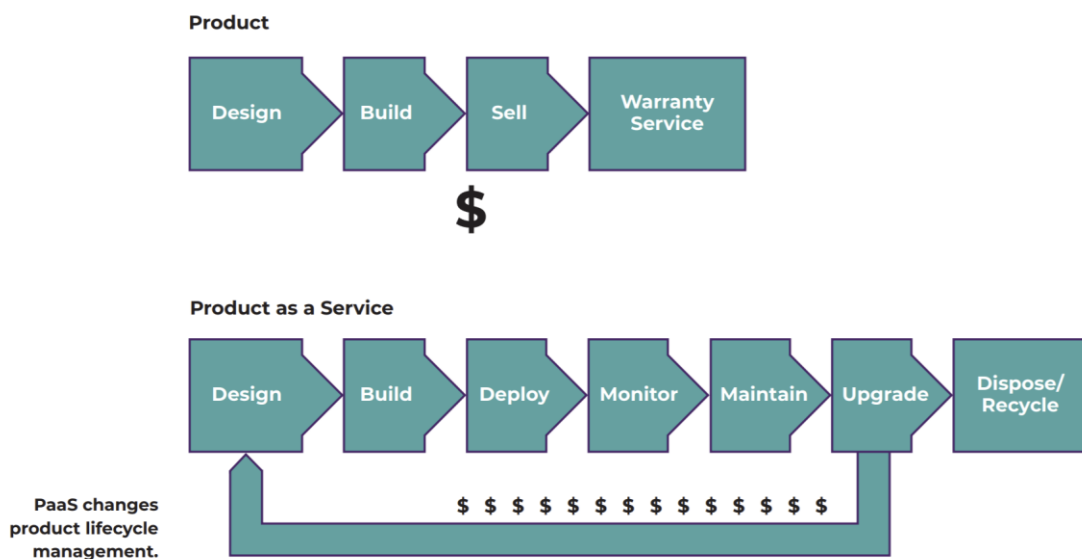 Product
Design
Build
Sell
Warranty
Service
$
Product as a Service
Design
Build
Deploy
Monitor
Maintain
Upgrade
Dispose/
Recycle
$ $ $ $ $ $ $ $ $ $ $ $ $ $
PaaS changes
product lifecycle
management.